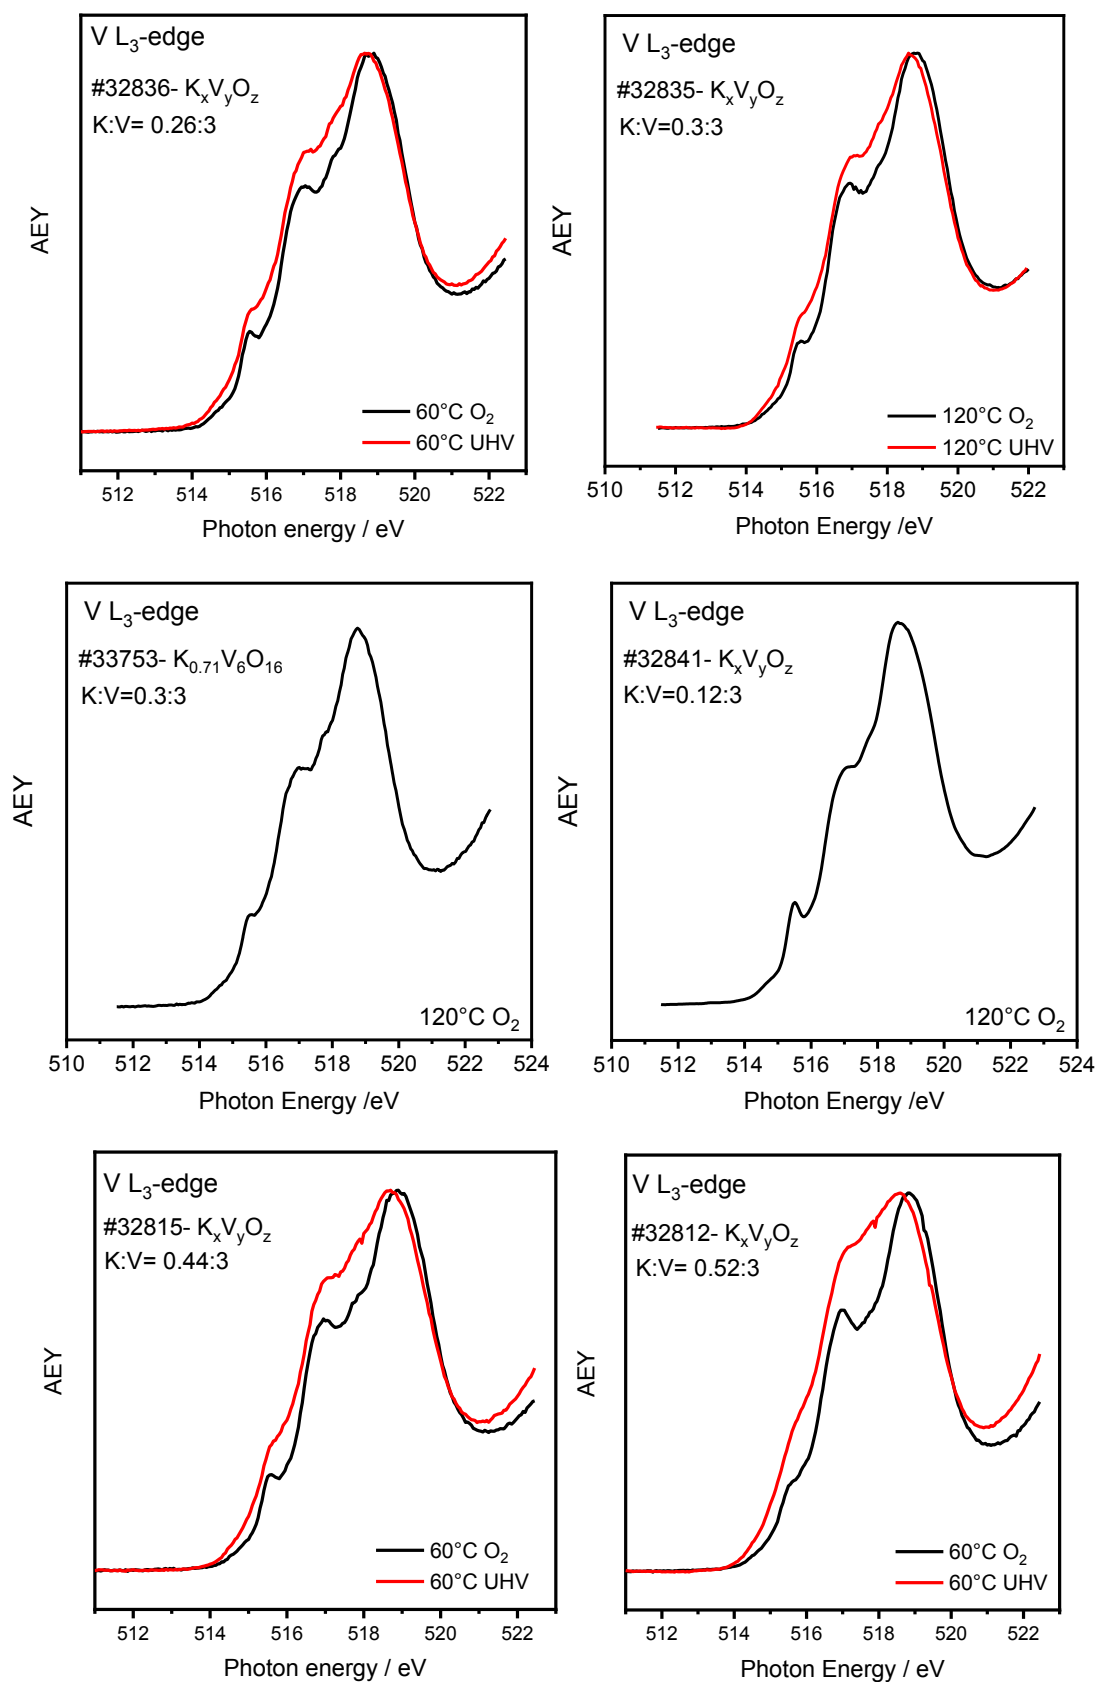 V L₃-edge
#32836- KₓVᵧO_z
K:V= 0.26:3
AEY
60°C O₂
60°C UHV
512 514 516 518 520 522
Photon energy / eV
V L₃-edge
#32835- KₓVᵧO_z
K:V=0.3:3
AEY
120°C O₂
120°C UHV
510 512 514 516 518 520 522
Photon Energy /eV
V L₃-edge
#33753- K₀.₇₁V₆O₁₆
K:V=0.3:3
AEY
120°C O₂
510 512 514 516 518 520 522 524
Photon Energy /eV
V L₃-edge
#32841- KₓVᵧO_z
K:V=0.12:3
AEY
120°C O₂
510 512 514 516 518 520 522 524
Photon Energy /eV
V L₃-edge
#32815- KₓVᵧO_z
K:V= 0.44:3
AEY
60°C O₂
60°C UHV
512 514 516 518 520 522
Photon energy / eV
V L₃-edge
#32812- KₓVᵧO_z
K:V= 0.52:3
AEY
60°C O₂
60°C UHV
512 514 516 518 520 522
Photon Energy / eV